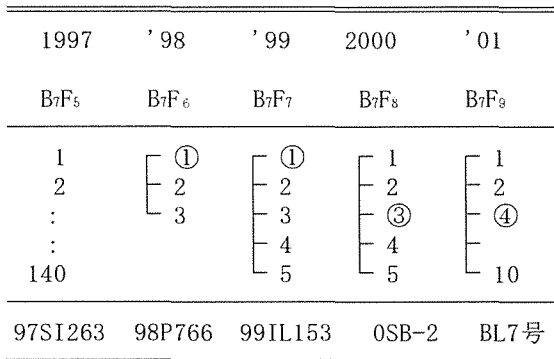 1997 '98 '99 2000 '01
B7F5 B7F6 B7F7 B7F8 B7F9
1 ① ① 1 1
2 2 2 2 2
: 3 3 ③ ④
: 4 4
140 5 5 10
97SI263 98P766 99IL153 0SB-2 BL7号